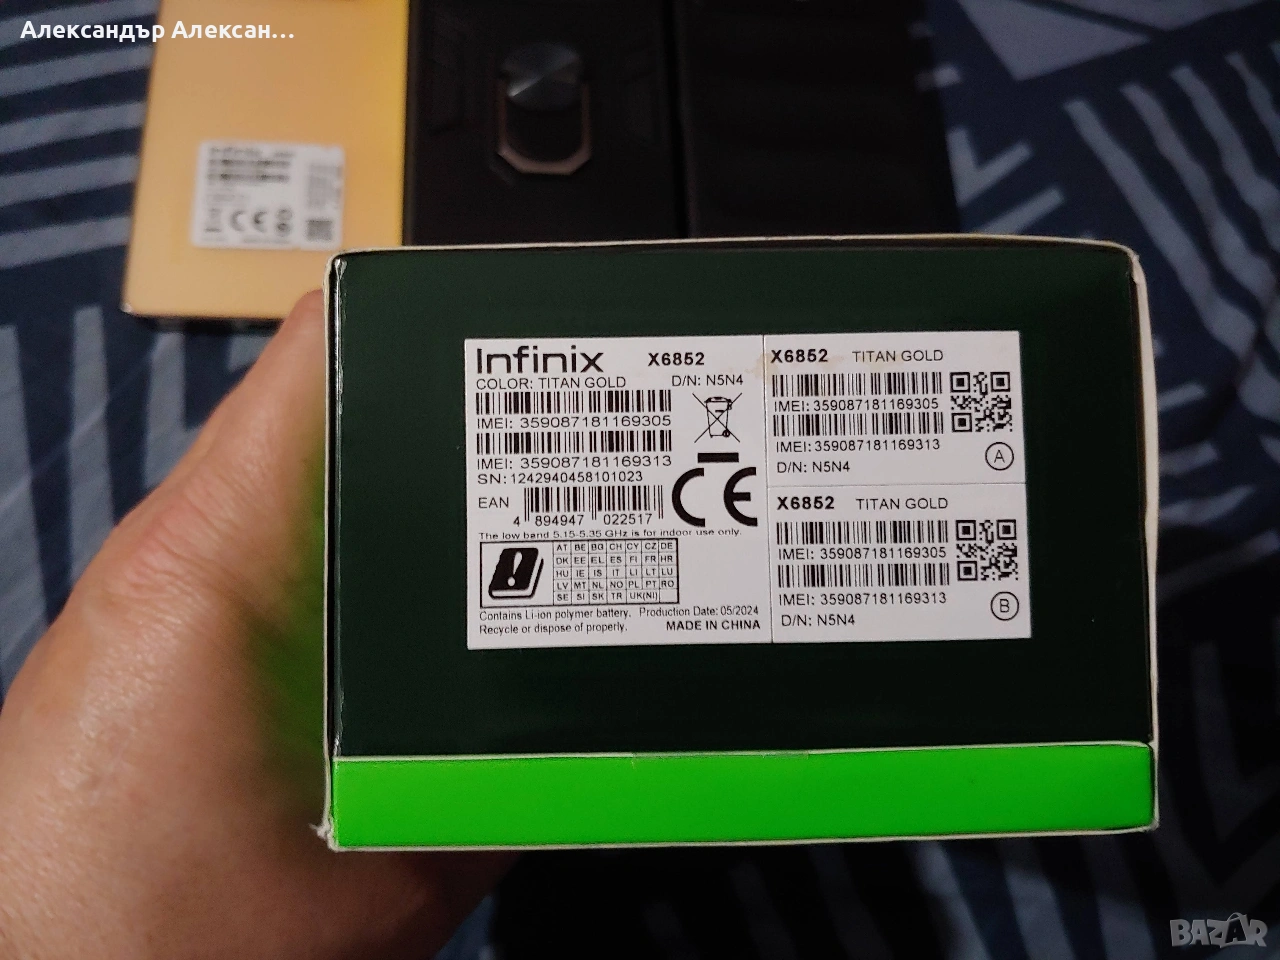 Александър Алексан...
Infinix
Infinix X6852
COLOR: TITAN GOLD D/N: N5N4
IMEI: 359087181169305
IMEI: 359087181169313
SN: 1242940458101023
EAN
4 894947 022517
CE
The low band 5.15-5.35 GHz is for indoor use only.
AT BE BG CH CY CZ DE
DK EE EL ES FI FR HR
HU IE IS IT LI LT LU
LV MT NL NO PL PT RO
SE SI SK TR UK(NI)
Contains Li-ion polymer battery. Production Date: 05/2024
Recycle or dispose of properly. MADE IN CHINA
X6852 TITAN GOLD
IMEI: 359087181169305
IMEI: 359087181169313
D/N: N5N4
A
X6852 TITAN GOLD
IMEI: 359087181169305
IMEI: 359087181169313
D/N: N5N4
B
BAZAR